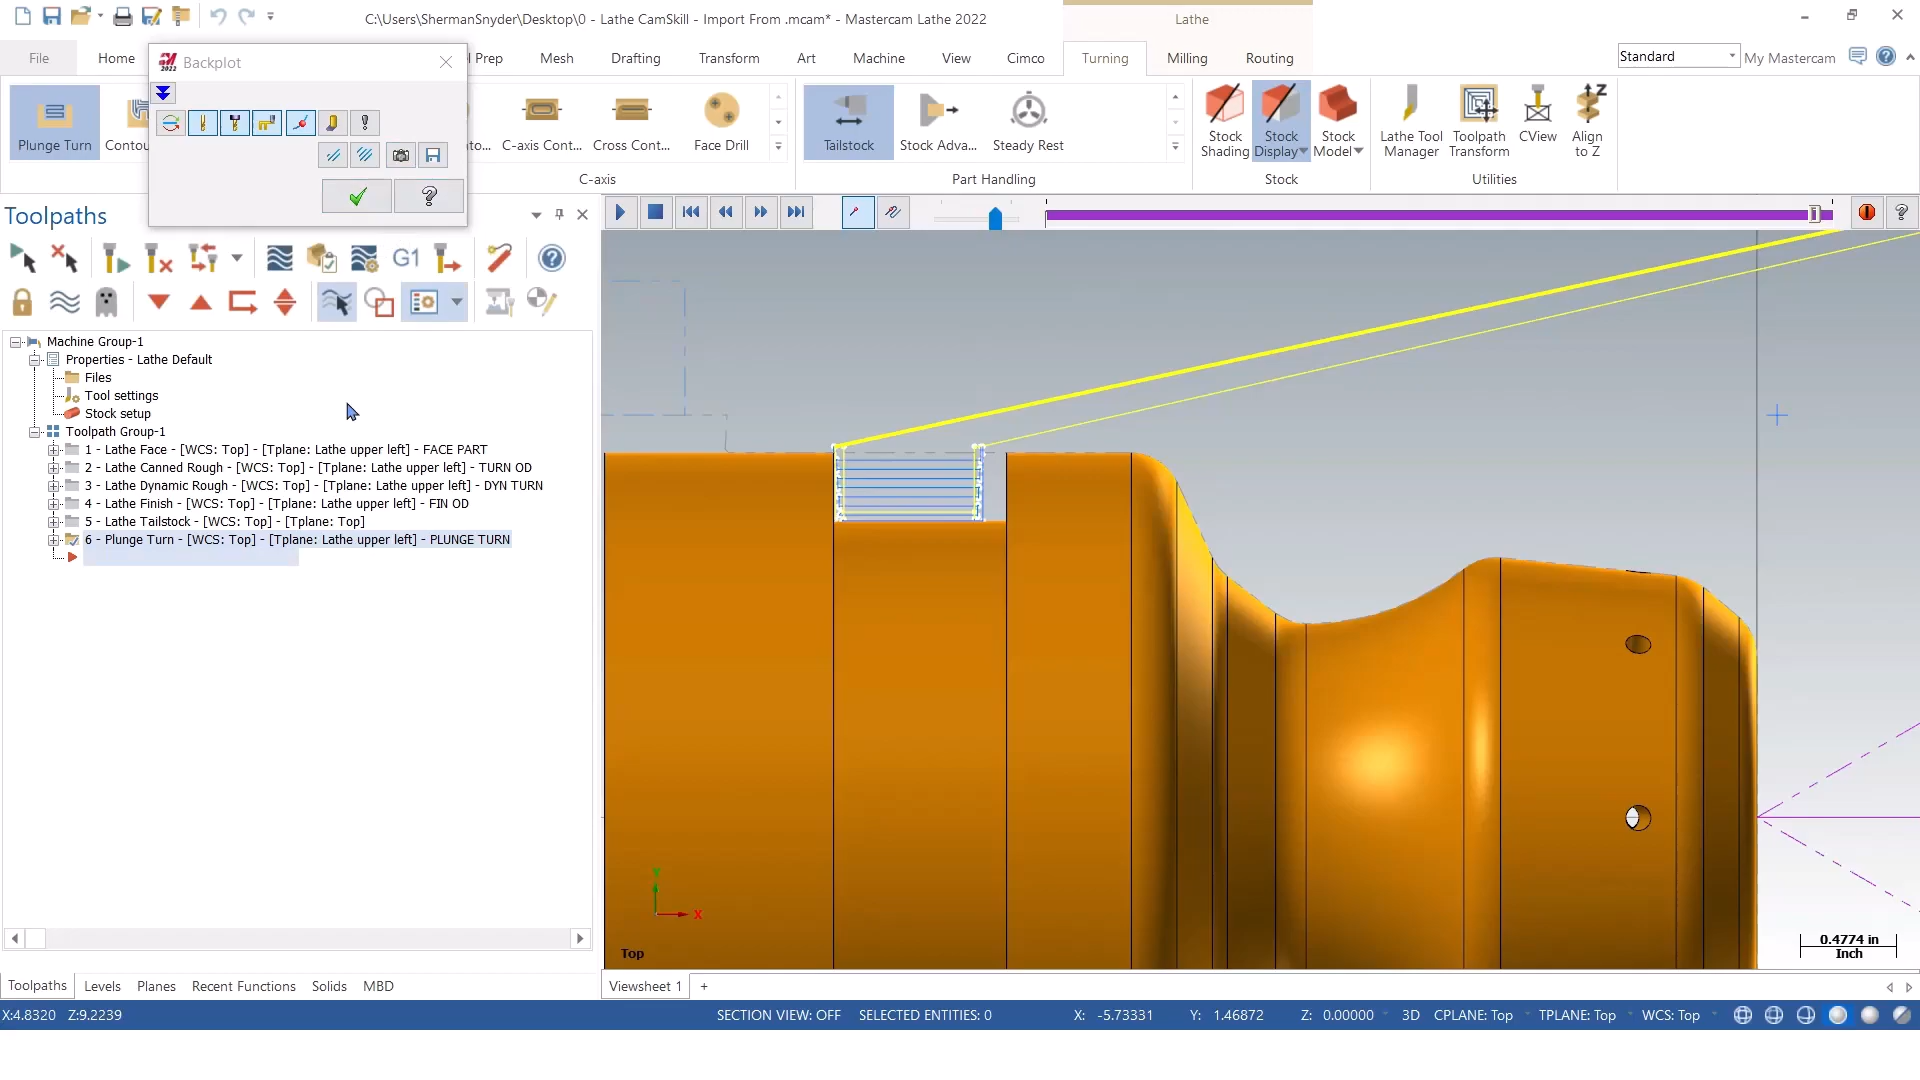 C:\Users\ShermanSnyder\Desktop\0 - Lathe CamSkill - Import From .mcam* - Mastercam Lathe 2022
Lathe
File
Home
Backplot
Prep
Mesh
Drafting
Transform
Art
Machine
View
Cimco
Turning
Milling
Routing
Standard
My Mastercam
Plunge Turn
Contou
nto...
C-axis Cont...
Cross Cont...
Face Drill
Tailstock
Stock Adva...
Steady Rest
Stock Shading
Stock Display
Stock Model
Lathe Tool Manager
Toolpath Transform
CView
Align to Z
C-axis
Part Handling
Stock
Utilities
Toolpaths
G1
Machine Group-1
Properties - Lathe Default
Files
Tool settings
Stock setup
Toolpath Group-1
1 - Lathe Face - [WCS: Top] - [Tplane: Lathe upper left] - FACE PART
2 - Lathe Canned Rough - [WCS: Top] - [Tplane: Lathe upper left] - TURN OD
3 - Lathe Dynamic Rough - [WCS: Top] - [Tplane: Lathe upper left] - DYN TURN
4 - Lathe Finish - [WCS: Top] - [Tplane: Lathe upper left] - FIN OD
5 - Lathe Tailstock - [WCS: Top] - [Tplane: Top]
6 - Plunge Turn - [WCS: Top] - [Tplane: Lathe upper left] - PLUNGE TURN
Y
X
Top
0.4774 in
Inch
Toolpaths
Levels
Planes
Recent Functions
Solids
MBD
Viewsheet 1
+
X:4.8320 Z:9.2239
SECTION VIEW: OFF
SELECTED ENTITIES: 0
X: -5.73331
Y: 1.46872
Z: 0.00000
3D
CPLANE: Top
TPLANE: Top
WCS: Top